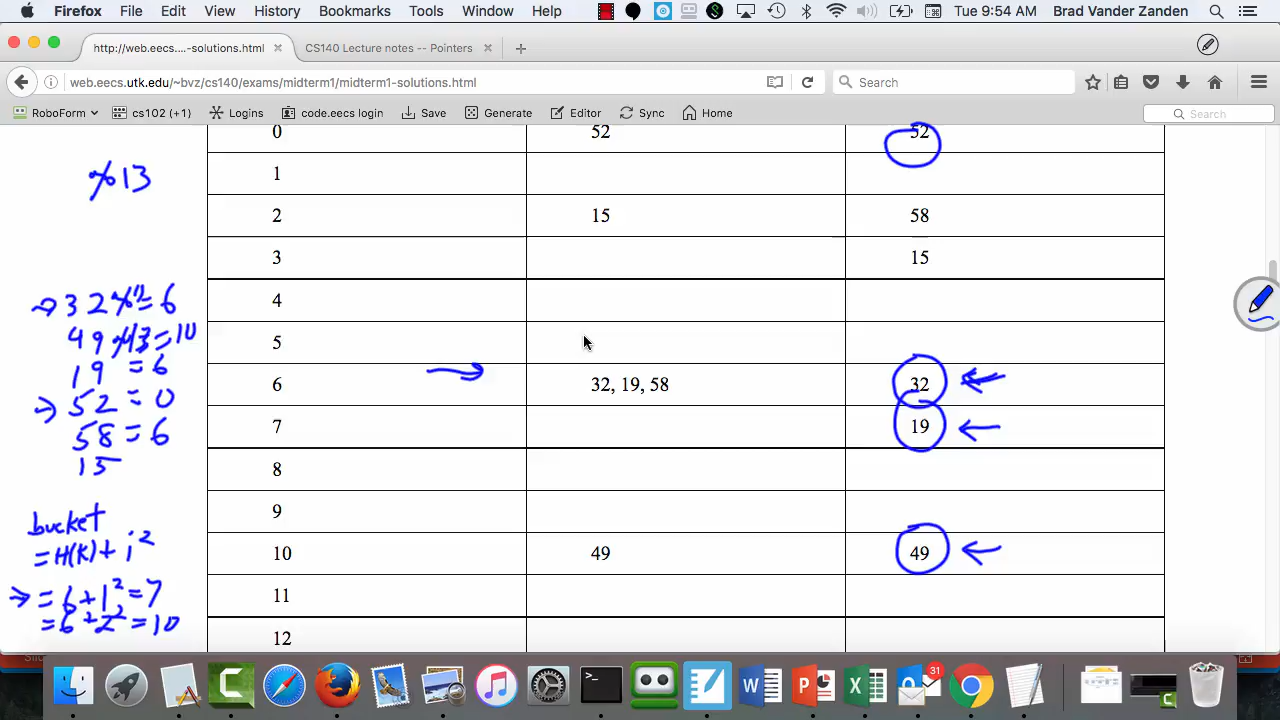 Firefox File Edit View History Bookmarks Tools Window Help Tue 9:54 AM Brad Vander Zanden
http://web.eecs....-solutions.html CS140 Lecture notes -- Pointers
web.eecs.utk.edu/~bvz/cs140/exams/midterm1/midterm1-solutions.html Search
RoboForm cs102 (+1) Logins code.eecs login Save Generate Editor Sync Home Search
0 52 52
%13
1
2 15 58
3 15
4
32 % = 6
49 %13 = 10
5
19 = 6
6 32, 19, 58 32
52 = 0
7 19
58 = 6
15
8
9
bucket
= H(K) + i²
10 49 49
= 6 + 1² = 7
11
= 6 + 2² = 10
12
31